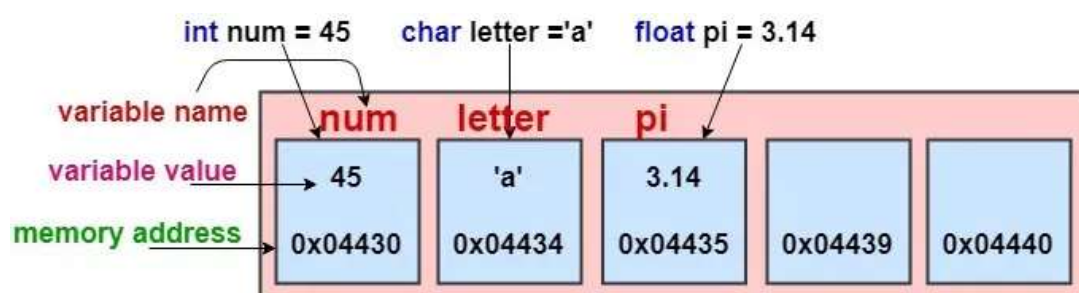 int num = 45 char letter ='a' float pi = 3.14
variable name
num letter pi
variable value
45 'a' 3.14
memory address
0x04430 0x04434 0x04435 0x04439 0x04440